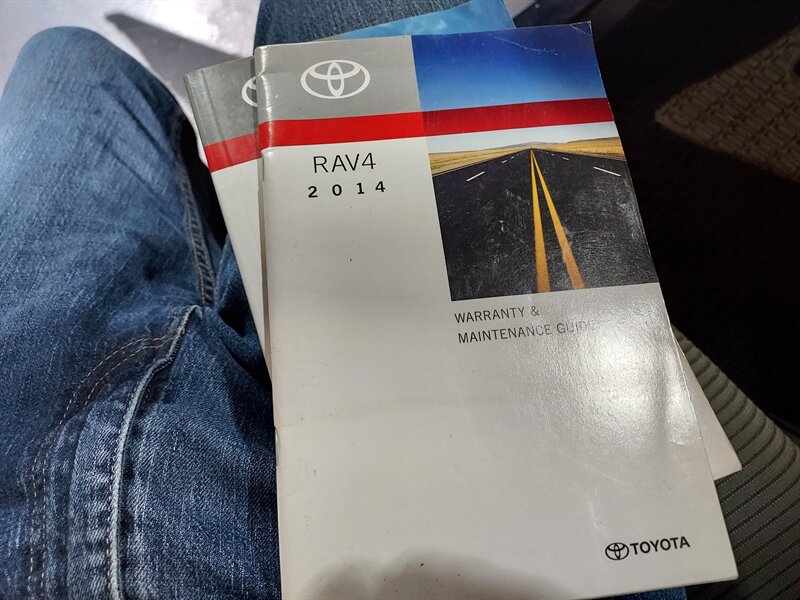 RAV4
2014
WARRANTY &
MAINTENANCE GUIDE
TOYOTA